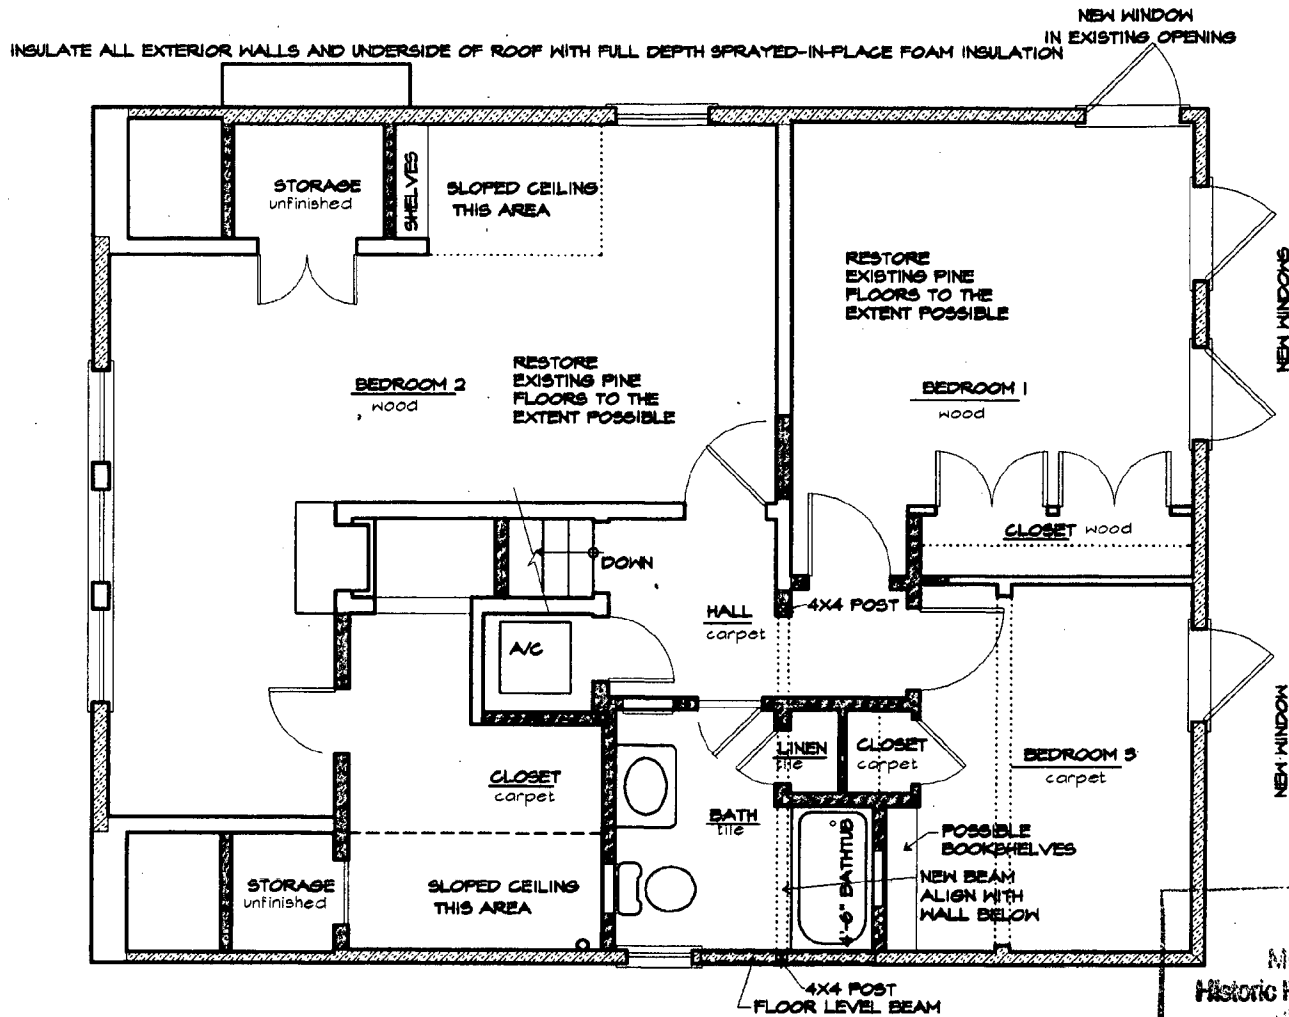 NEW WINDOW
IN EXISTING OPENING
INSULATE ALL EXTERIOR WALLS AND UNDERSIDE OF ROOF WITH FULL DEPTH SPRAYED-IN-PLACE FOAM INSULATION
STORAGE
unfinished
SHELVES
SLOPED CEILING
THIS AREA
RESTORE
EXISTING PINE
FLOORS TO THE
EXTENT POSSIBLE
NEW WINDOWS
BEDROOM 2
wood
RESTORE
EXISTING PINE
FLOORS TO THE
EXTENT POSSIBLE
BEDROOM 1
wood
CLOSET wood
DOWN
HALL
carpet
4X4 POST
A/C
CLOSET
carpet
LINEN
tile
CLOSET
carpet
BEDROOM 3
carpet
NEW WINDOW
BATH
tile
4'-6" BATHTUB
POSSIBLE
BOOKSHELVES
NEW BEAM
ALIGN WITH
WALL BELOW
STORAGE
unfinished
SLOPED CEILING
THIS AREA
4X4 POST
FLOOR LEVEL BEAM
Historic